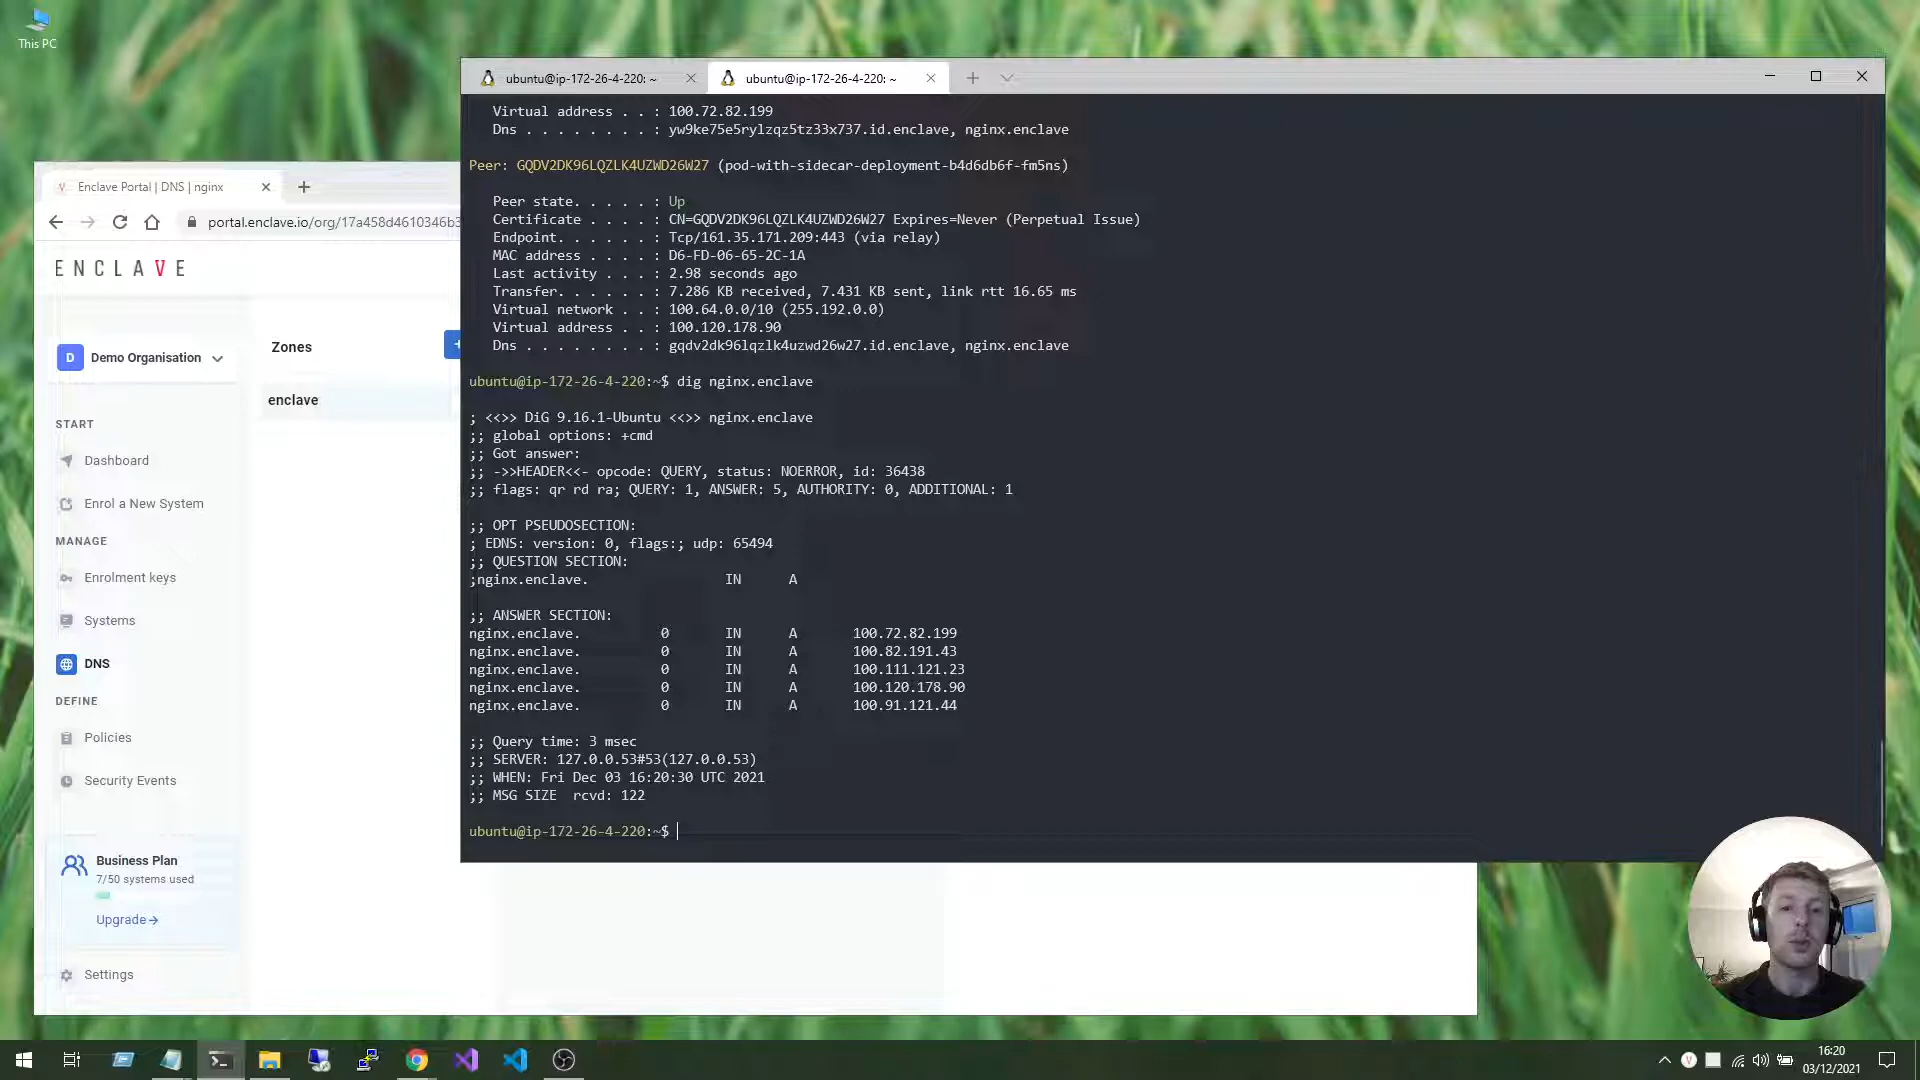 This PC
ubuntu@ip-172-26-4-220: ~
ubuntu@ip-172-26-4-220: ~
Virtual address . . : 100.72.82.199
Dns . . . . . . . . : yw9ke75e5rylzqz5tz33x737.id.enclave, nginx.enclave
Peer: GQDV2DK96LQZLK4UZWD26W27 (pod-with-sidecar-deployment-b4d6db6f-fm5ns)
Peer state. . . . . : Up
Certificate . . . . : CN=GQDV2DK96LQZLK4UZWD26W27 Expires=Never (Perpetual Issue)
Endpoint. . . . . . : Tcp/161.35.171.209:443 (via relay)
MAC address . . . . : D6-FD-06-65-2C-1A
Last activity . . . : 2.98 seconds ago
Transfer. . . . . . : 7.286 KB received, 7.431 KB sent, link rtt 16.65 ms
Virtual network . . : 100.64.0.0/10 (255.192.0.0)
Virtual address . . : 100.120.178.90
Dns . . . . . . . . : gqdv2dk96lqzlk4uzwd26w27.id.enclave, nginx.enclave
ubuntu@ip-172-26-4-220:~$ dig nginx.enclave
; <<>> DiG 9.16.1-Ubuntu <<>> nginx.enclave
;; global options: +cmd
;; Got answer:
;; ->>HEADER<<- opcode: QUERY, status: NOERROR, id: 36438
;; flags: qr rd ra; QUERY: 1, ANSWER: 5, AUTHORITY: 0, ADDITIONAL: 1
;; OPT PSEUDOSECTION:
; EDNS: version: 0, flags:; udp: 65494
;; QUESTION SECTION:
;nginx.enclave. IN A
;; ANSWER SECTION:
nginx.enclave. 0 IN A 100.72.82.199
nginx.enclave. 0 IN A 100.82.191.43
nginx.enclave. 0 IN A 100.111.121.23
nginx.enclave. 0 IN A 100.120.178.90
nginx.enclave. 0 IN A 100.91.121.44
;; Query time: 3 msec
;; SERVER: 127.0.0.53#53(127.0.0.53)
;; WHEN: Fri Dec 03 16:20:30 UTC 2021
;; MSG SIZE rcvd: 122
ubuntu@ip-172-26-4-220:~$
Enclave Portal | DNS | nginx
portal.enclave.io/org/17a458d4610346b3
ENCLAVE
D Demo Organisation
START
Dashboard
Enrol a New System
MANAGE
Enrolment keys
Systems
DNS
DEFINE
Policies
Security Events
Business Plan
7/50 systems used
Upgrade→
Settings
Zones
+
enclave
16:20
03/12/2021